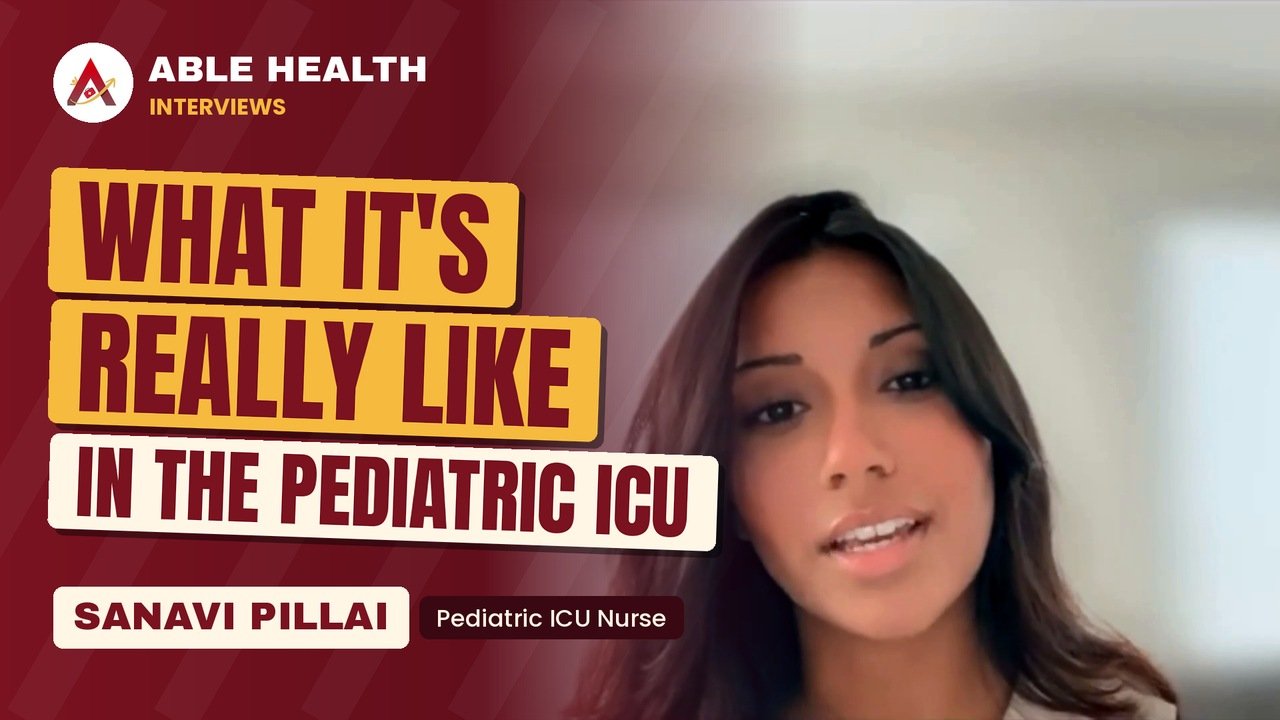 ABLE HEALTH
INTERVIEWS
WHAT IT'S
REALLY LIKE
IN THE PEDIATRIC ICU
SANAVI PILLAI
Pediatric ICU Nurse